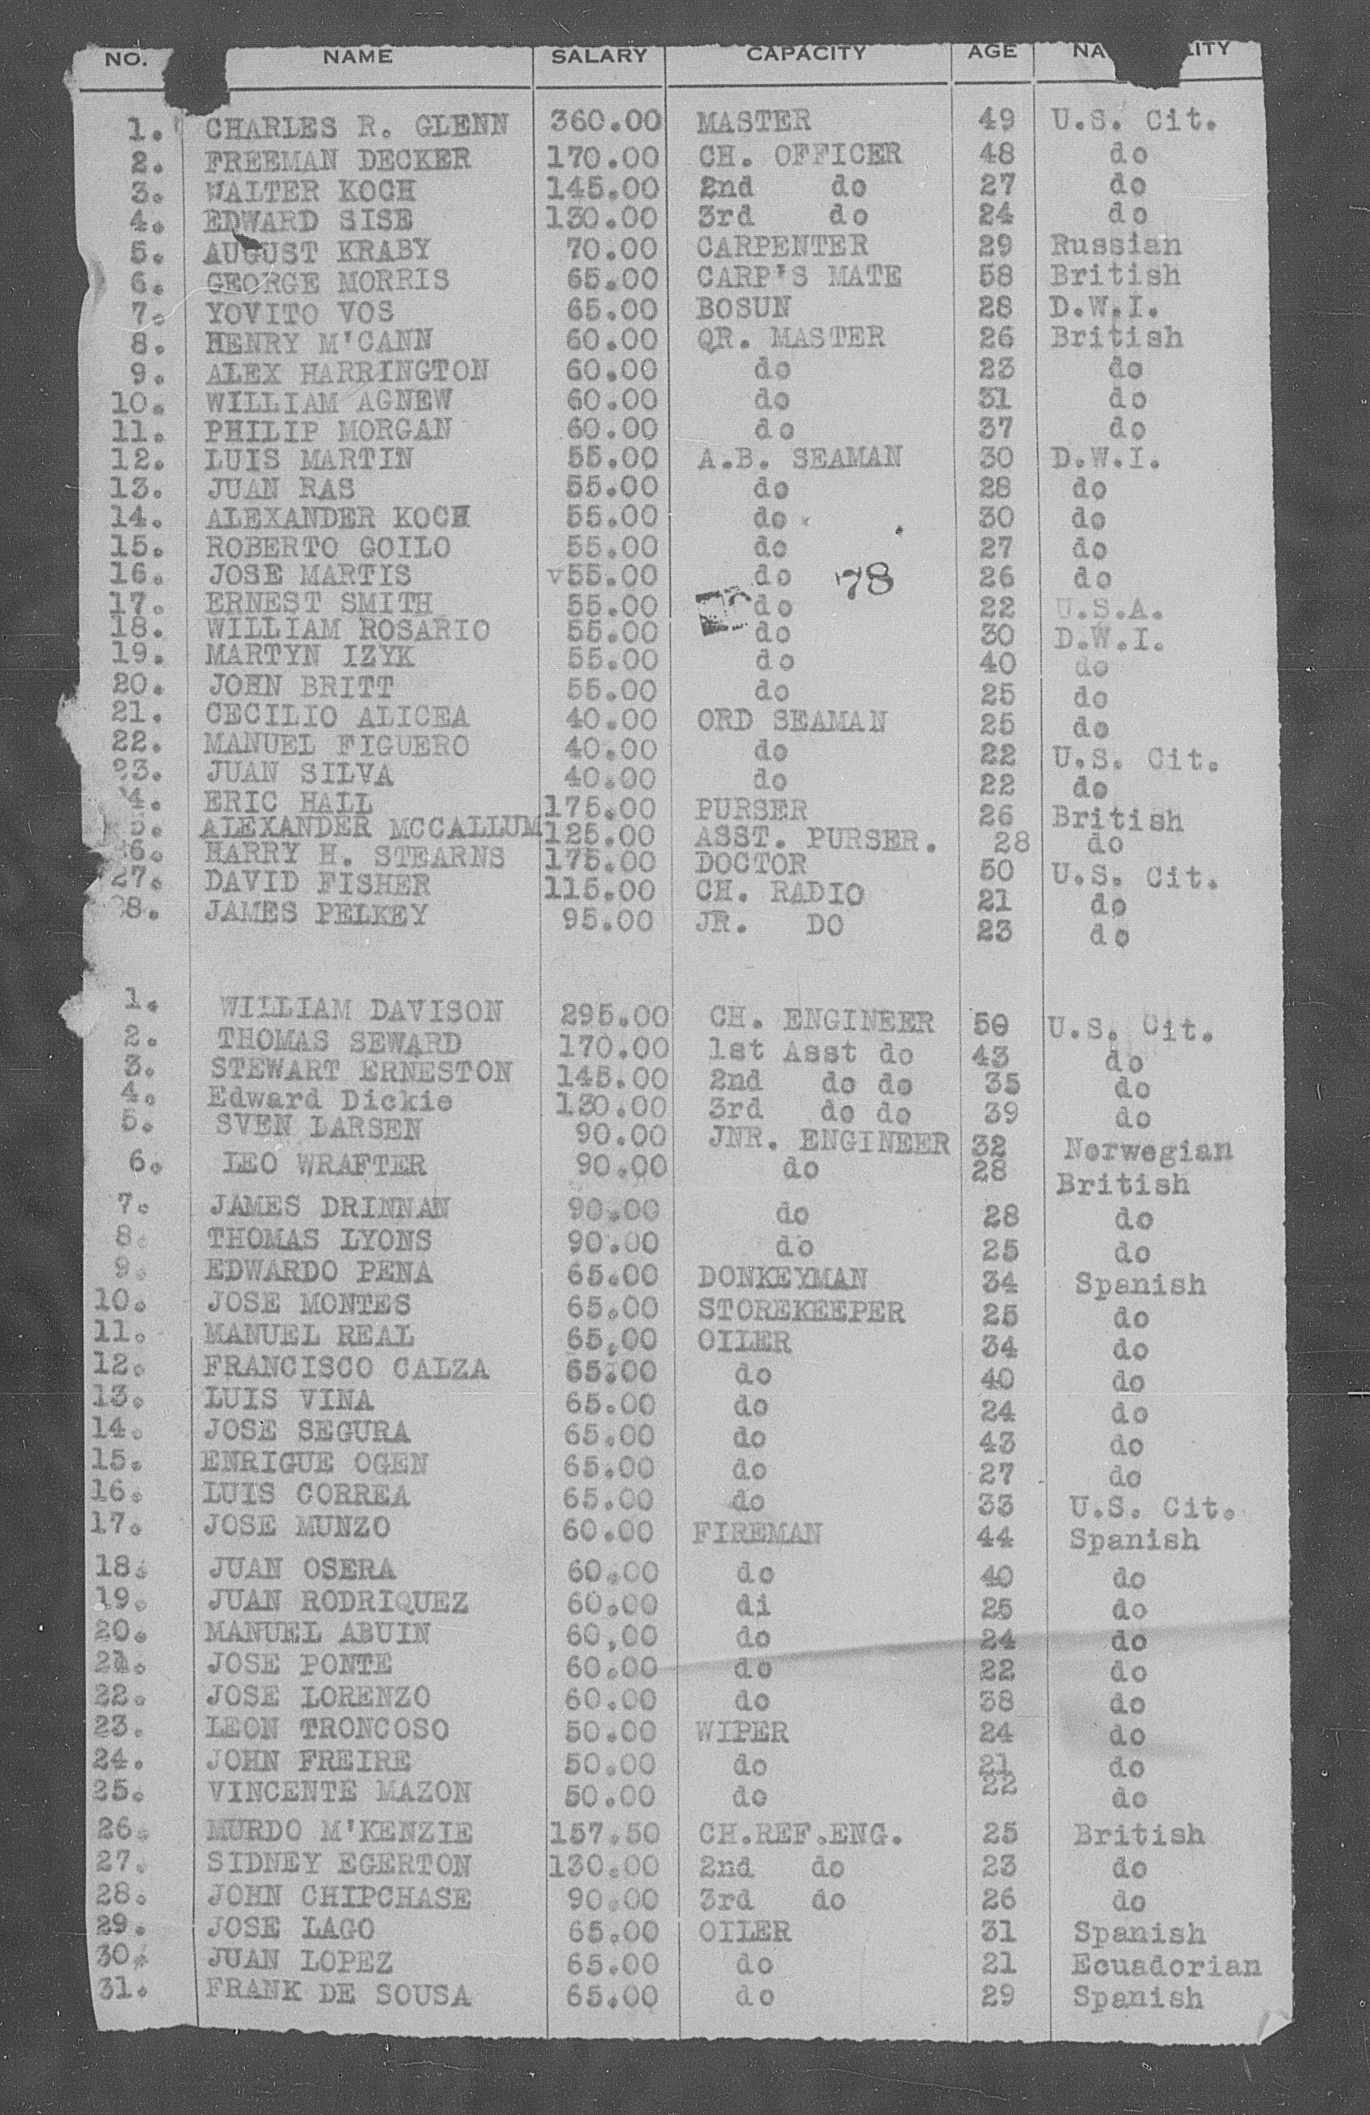 NO. NAME SALARY CAPACITY AGE NA ITY
1. CHARLES R. GLENN 360.00 MASTER 49 U.S. Cit.
2. FREEMAN DECKER 170.00 CH. OFFICER 48 do
3. WALTER KOCH 145.00 2nd do 27 do
4. EDWARD SISE 130.00 3rd do 24 do
5. AUGUST KRABY 70.00 CARPENTER 29 Russian
6. GEORGE MORRIS 65.00 CARP'S MATE 58 British
7. YOVITO VOS 65.00 BOSUN 28 D.W.I.
8. HENRY M'CANN 60.00 QR. MASTER 26 British
9. ALEX HARRINGTON 60.00 do 23 do
10. WILLIAM AGNEW 60.00 do 31 do
11. PHILIP MORGAN 60.00 do 37 do
12. LUIS MARTIN 55.00 A.B. SEAMAN 30 D.W.I.
13. JUAN RAS 55.00 do 28 do
14. ALEXANDER KOCH 55.00 do 30 do
15. ROBERTO GOILO 55.00 do 27 do
16. JOSE MARTIS v55.00 do 78 26 do
17. ERNEST SMITH 55.00 do 22 U.S.A.
18. WILLIAM ROSARIO 55.00 do 30 D.W.I.
19. MARTYN IZYK 55.00 do 40 do
20. JOHN BRITT 55.00 do 25 do
21. CECILIO ALICEA 40.00 ORD SEAMAN 25 do
22. MANUEL FIGUERO 40.00 do 22 U.S. Cit.
23. JUAN SILVA 40.00 do 22 do
4. ERIC HALL 175.00 PURSER 26 British
5. ALEXANDER MCCALLUM 125.00 ASST. PURSER. 28 do
6. HARRY H. STEARNS 175.00 DOCTOR 50 U.S. Cit.
27. DAVID FISHER 115.00 CH. RADIO 21 do
8. JAMES PELKEY 95.00 JR. DO 23 do
1. WILLIAM DAVISON 295.00 CH. ENGINEER 50 U.S. Cit.
2. THOMAS SEWARD 170.00 1st Asst do 43 do
3. STEWART ERNESTON 145.00 2nd do do 35 do
4. Edward Dickie 130.00 3rd do do 39 do
5. SVEN LARSEN 90.00 JNR. ENGINEER 32 Norwegian
6. LEO WRAFTER 90.00 do 28 British
7. JAMES DRINNAN 90.00 do 28 do
8. THOMAS LYONS 90.00 do 25 do
9. EDWARDO PENA 65.00 DONKEYMAN 34 Spanish
10. JOSE MONTES 65.00 STOREKEEPER 25 do
11. MANUEL REAL 65,00 OILER 34 do
12. FRANCISCO CALZA 65.00 do 40 do
13. LUIS VINA 65.00 do 24 do
14. JOSE SEGURA 65.00 do 43 do
15. ENRIGUE OGEN 65.00 do 27 do
16. LUIS CORREA 65.00 do 33 U.S. Cit.
17. JOSE MUNZO 60.00 FIREMAN 44 Spanish
18. JUAN OSERA 60.00 do 40 do
19. JUAN RODRIQUEZ 60.00 di 25 do
20. MANUEL ABUIN 60,00 do 24 do
21. JOSE PONTE 60.00 do 22 do
22. JOSE LORENZO 60.00 do 38 do
23. LEON TRONCOSO 50.00 WIPER 24 do
24. JOHN FREIRE 50.00 do 21 do
25. VINCENTE MAZON 50.00 do 22 do
26. MURDO M'KENZIE 157.50 CH.REF.ENG. 25 British
27. SIDNEY EGERTON 130.00 2nd do 23 do
28. JOHN CHIPCHASE 90.00 3rd do 26 do
29. JOSE LAGO 65.00 OILER 31 Spanish
30. JUAN LOPEZ 65.00 do 21 Ecuadorian
31. FRANK DE SOUSA 65.00 do 29 Spanish